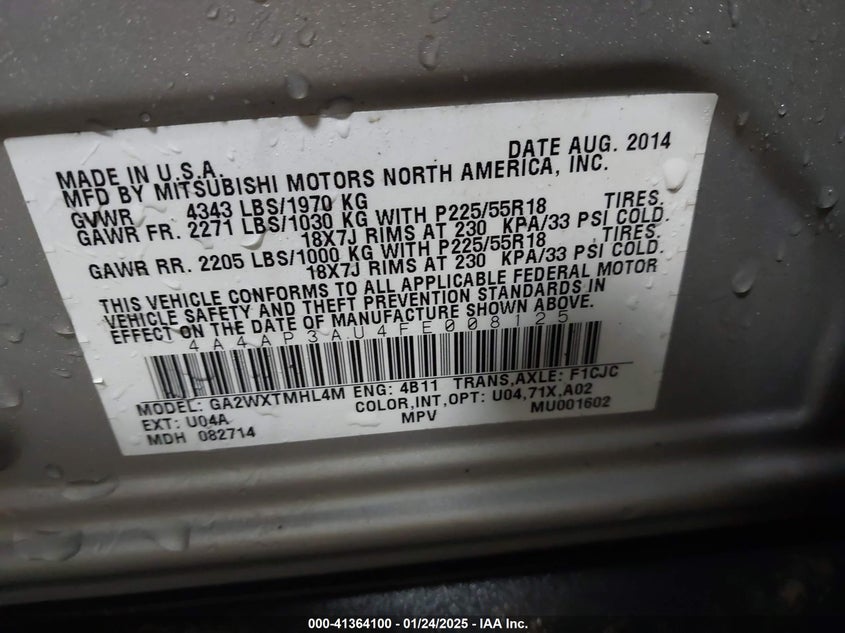 MADE IN U.S.A. DATE AUG. 2014
MFD BY MITSUBISHI MOTORS NORTH AMERICA, INC.
GVWR 4343 LBS/1970 KG
GAWR FR. 2271 LBS/1030 KG WITH P225/55R18 TIRES.
18X7J RIMS AT 230 KPA/33 PSI COLD.
GAWR RR. 2205 LBS/1000 KG WITH P225/55R18 TIRES.
18X7J RIMS AT 230 KPA/33 PSI COLD.
THIS VEHICLE CONFORMS TO ALL APPLICABLE FEDERAL MOTOR
VEHICLE SAFETY AND THEFT PREVENTION STANDARDS IN
EFFECT ON THE DATE OF MANUFACTURE SHOWN ABOVE.
4A4AP3AU4FE008125
MODEL: GA2WXTMHL4M ENG: 4B11 TRANS,AXLE: F1CJC
EXT: U04A COLOR,INT,OPT: U04,71X,A02
MDH 082714 MPV MU001602
000-41364100 - 01/24/2025 - IAA Inc.